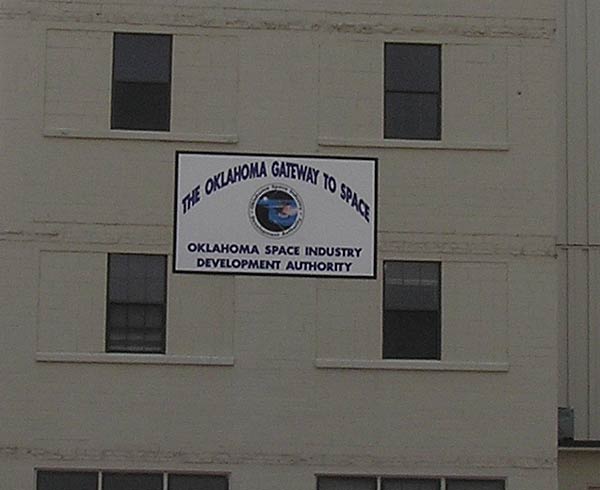 THE OKLAHOMA GATEWAY TO SPACE
OKLAHOMA SPACE INDUSTRY
DEVELOPMENT AUTHORITY